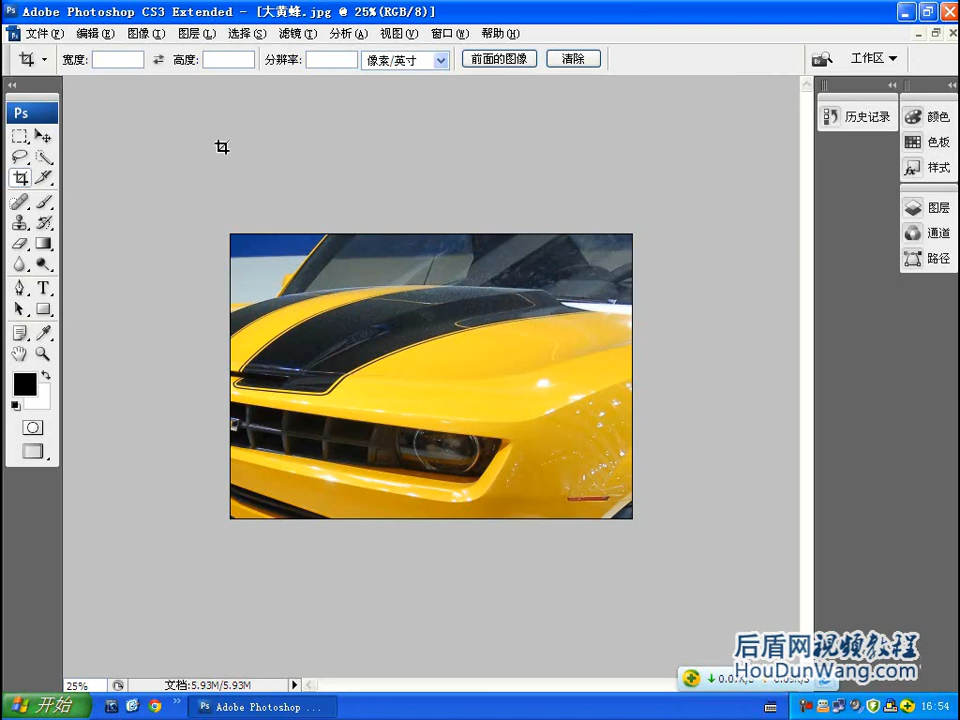 Adobe Photoshop CS3 Extended - [大黄蜂.jpg @ 25%(RGB/8)]
文件(F) 编辑(E) 图像(I) 图层(L) 选择(S) 滤镜(T) 分析(A) 视图(V) 窗口(W) 帮助(H)
宽度: 高度: 分辨率: 像素/英寸 前面的图像 清除 工作区
Ps
历史记录
颜色
色板
样式
图层
通道
路径
后盾网视频教程
HouDunWang.com
25% 文档:5.93M/5.93M
开始 Adobe Photoshop ... 16:54